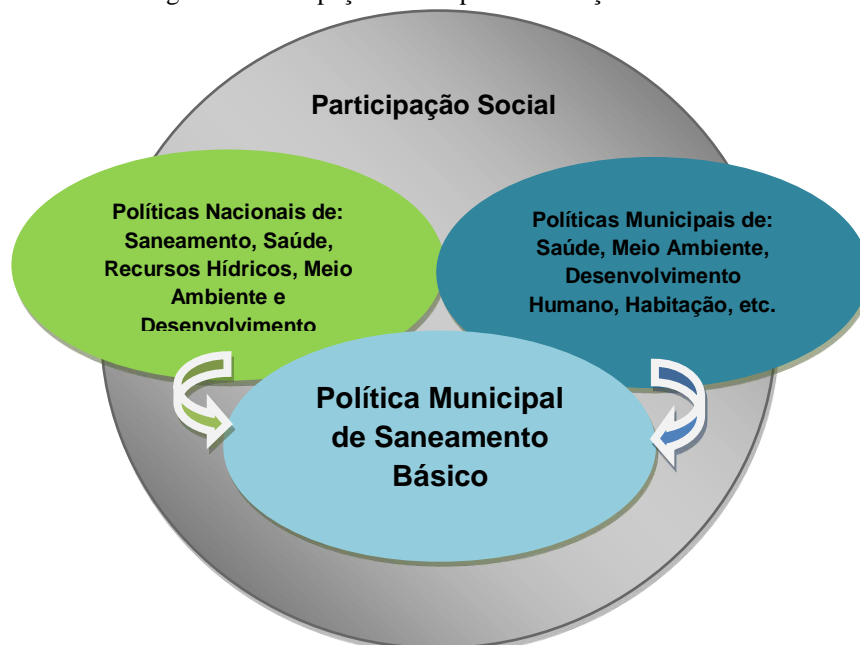 Participação Social
Políticas Nacionais de:
Saneamento, Saúde,
Recursos Hídricos, Meio
Ambiente e
Desenvolvimento
Políticas Municipais de:
Saúde, Meio Ambiente,
Desenvolvimento
Humano, Habitação, etc.
Política Municipal
de Saneamento
Básico